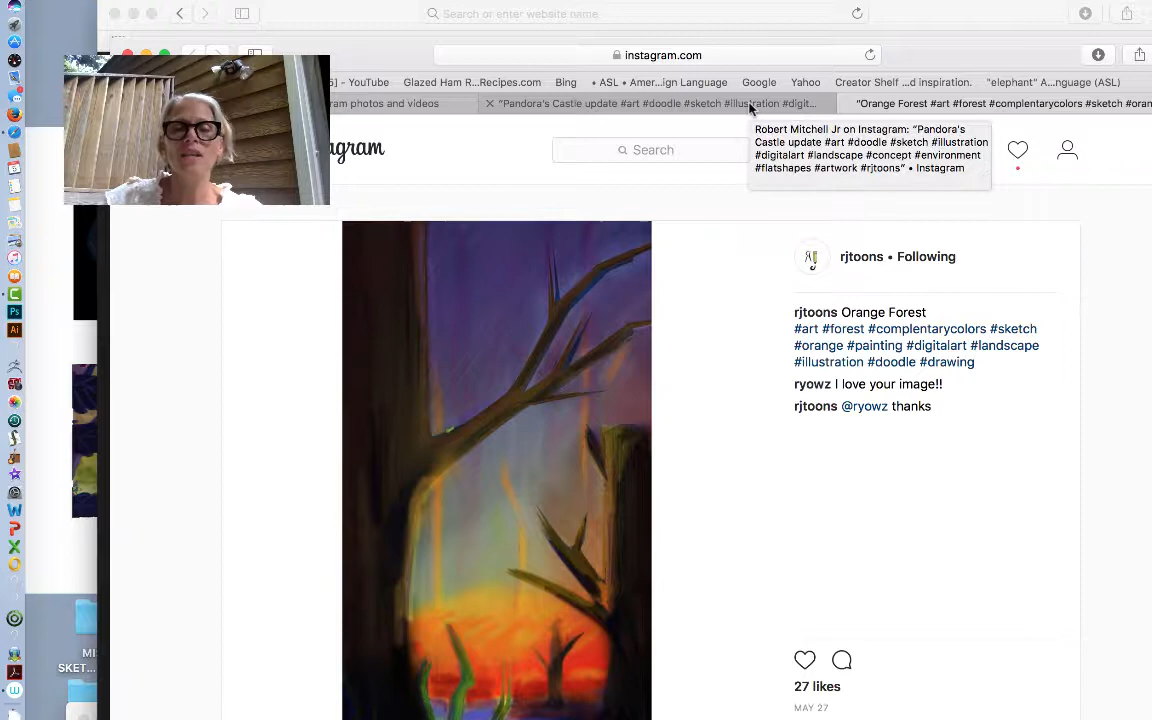 Search or enter website name
instagram.com
] - YouTube
Glazed Ham R...Recipes.com
Bing
• ASL • Amer...ign Language
Google
Yahoo
Creator Shelf ...d inspiration.
"elephant" A...nguage (ASL)
ram photos and videos
"Pandora's Castle update #art #doodle #sketch #illustration #digit...
"Orange Forest #art #forest #complentarycolors #sketch #oran
Robert Mitchell Jr on Instagram: "Pandora's
Castle update #art #doodle #sketch #illustration
#digitalart #landscape #concept #environment
#flatshapes #artwork #rjtoons" • Instagram
agram
Search
rjtoons • Following
rjtoons Orange Forest
#art #forest #complentarycolors #sketch
#orange #painting #digitalart #landscape
#illustration #doodle #drawing
ryowz I love your image!!
rjtoons @ryowz thanks
27 likes
MAY 27
Ps
Ai
W
P
X
MI
SKET...